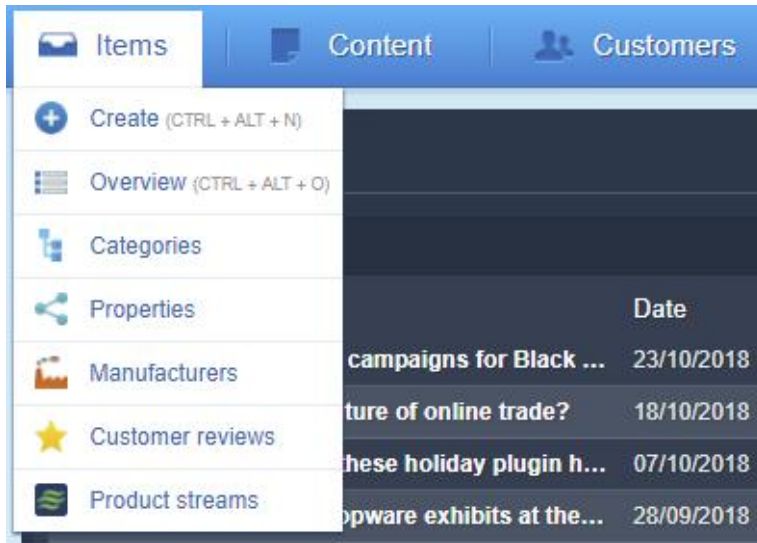 Items Content Customers
Create (CTRL + ALT + N)
Overview (CTRL + ALT + O)
Categories
Properties
Manufacturers
Customer reviews
Product streams
Date
campaigns for Black ... 23/10/2018
ture of online trade? 18/10/2018
these holiday plugin h... 07/10/2018
opware exhibits at the... 28/09/2018